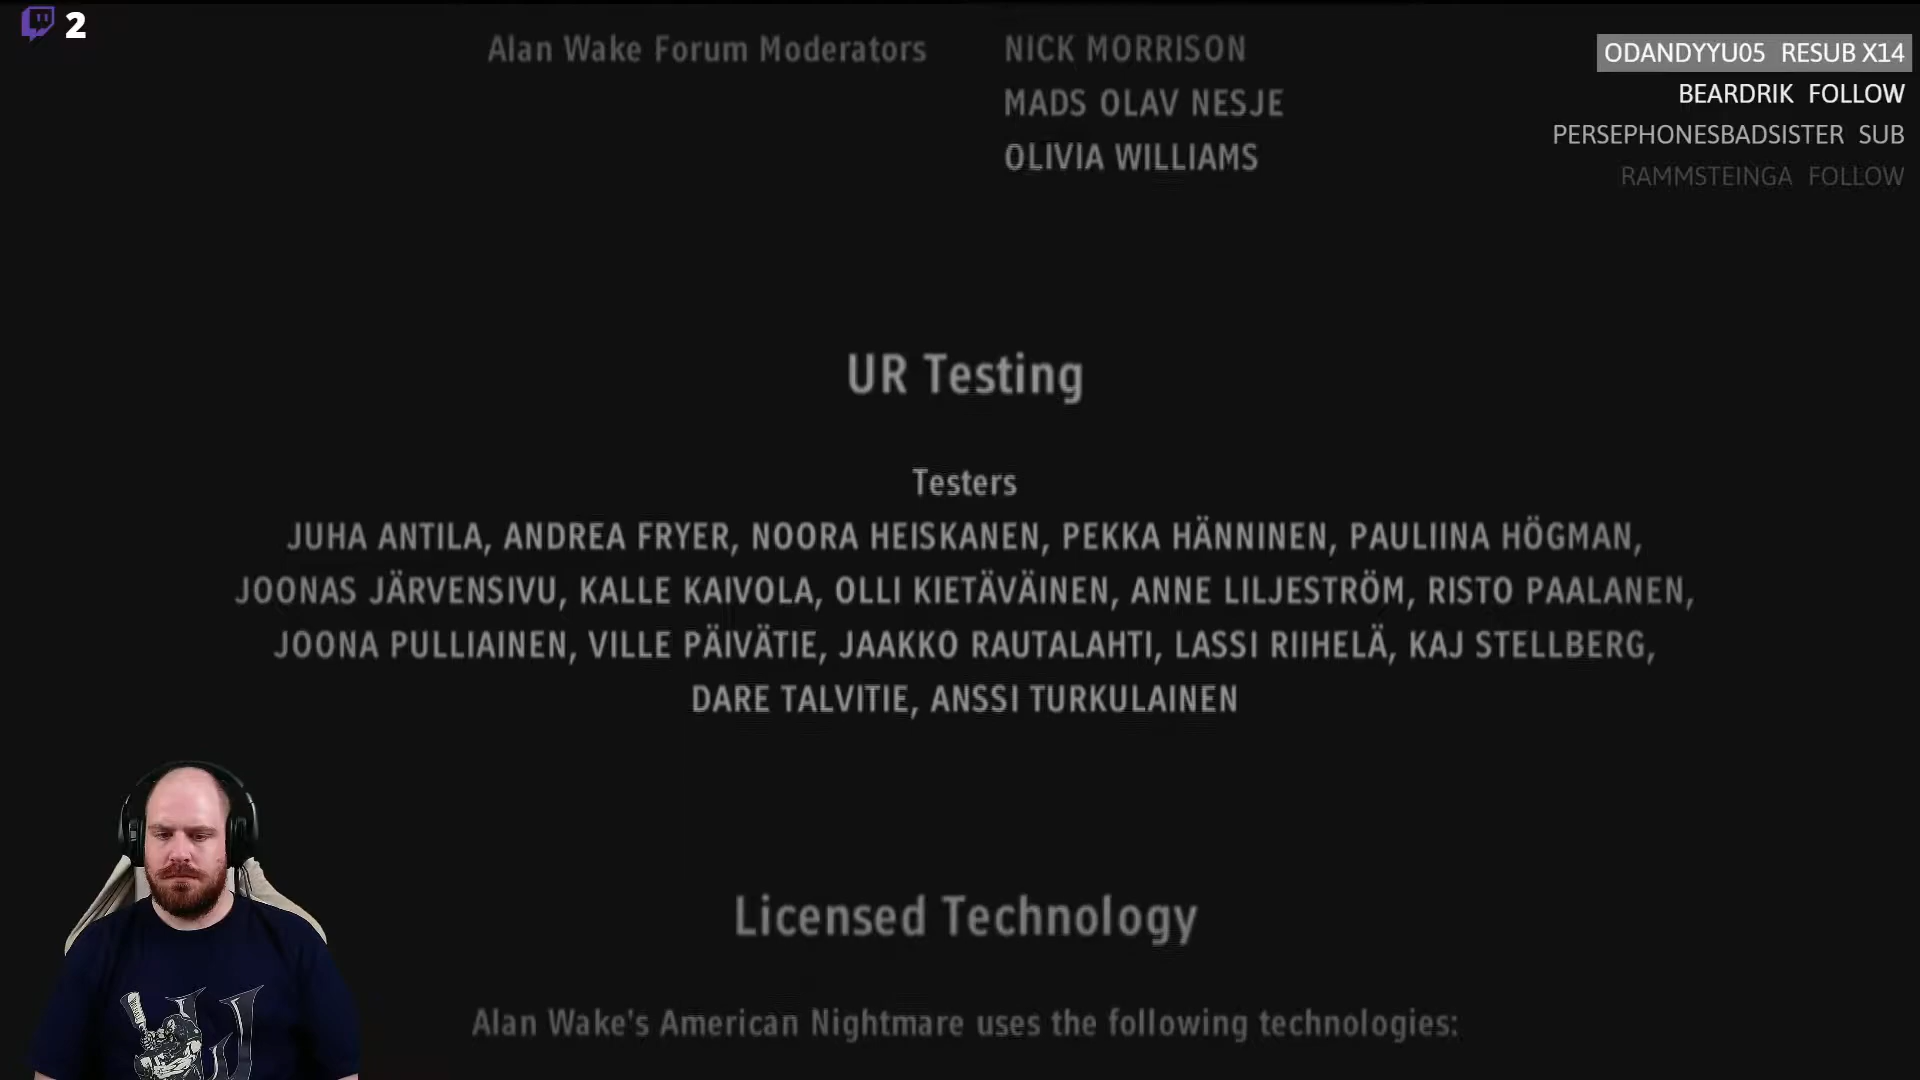 2
Alan Wake Forum Moderators NICK MORRISON
MADS OLAV NESJE
OLIVIA WILLIAMS
ODANDYYU05 RESUB X14
BEARDRIK FOLLOW
PERSEPHONESBADSISTER SUB
RAMMSTEINGA FOLLOW
UR Testing
Testers
JUHA ANTILA, ANDREA FRYER, NOORA HEISKANEN, PEKKA HÄNNINEN, PAULIINA HÖGMAN,
JOONAS JÄRVENSIVU, KALLE KAIVOLA, OLLI KIETÄVÄINEN, ANNE LILJESTRÖM, RISTO PAALANEN,
JOONA PULLIAINEN, VILLE PÄIVÄTIE, JAAKKO RAUTALAHTI, LASSI RIIHELÄ, KAJ STELLBERG,
DARE TALVITIE, ANSSI TURKULAINEN
Licensed Technology
Alan Wake's American Nightmare uses the following technologies: